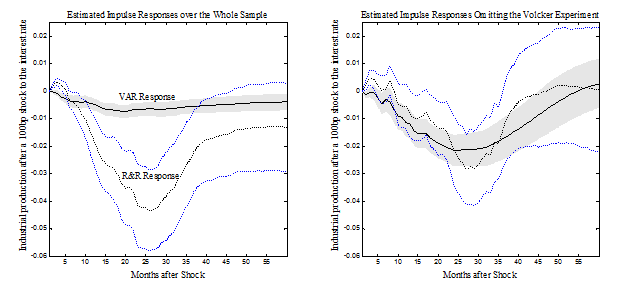 Estimated Impulse Responses over the Whole Sample
Industrial production after a 100bp shock to the interest rate
0.02
0.01
0
-0.01
-0.02
-0.03
-0.04
-0.05
-0.06
VAR Response
R&R Response
5 10 15 20 25 30 35 40 45 50 55
Months after Shock
Estimated Impulse Responses Omitting the Volcker Experiment
Industrial production after a 100bp shock to the interest rate
0.02
0.01
0
-0.01
-0.02
-0.03
-0.04
-0.05
-0.06
5 10 15 20 25 30 35 40 45 50 55
Months after Shock